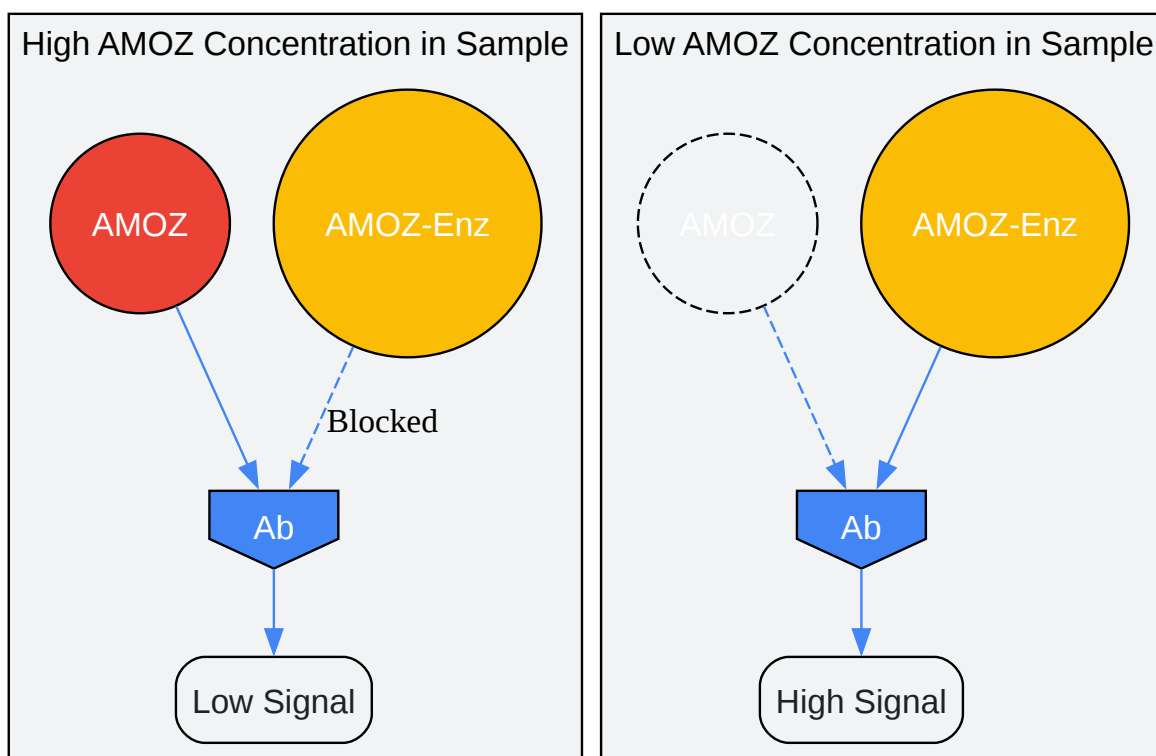 High AMOZ Concentration in Sample
AMOZ
AMOZ-Enz
Blocked
Ab
Low Signal
Low AMOZ Concentration in Sample
AMOZ
AMOZ-Enz
Ab
High Signal